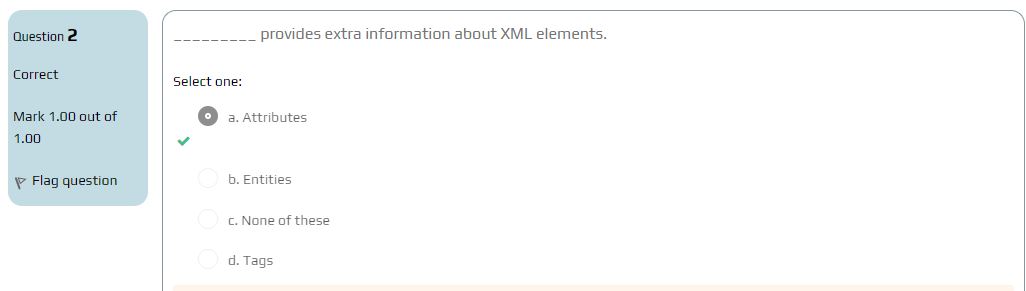 Question 2
Correct
Mark 1.00 out of
1.00
Flag question
_________ provides extra information about XML elements.
Select one:
a. Attributes
b. Entities
c. None of these
d. Tags